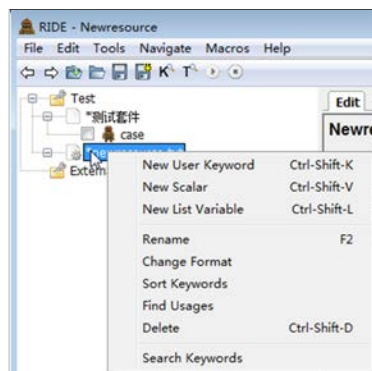 RIDE - Newresource
File Edit Tools Navigate Macros Help
K T
Test
*测试套件
case
*newresource.txt
Extern
Edit
Newre
New User Keyword Ctrl-Shift-K
New Scalar Ctrl-Shift-V
New List Variable Ctrl-Shift-L
Rename F2
Change Format
Sort Keywords
Find Usages
Delete Ctrl-Shift-D
Search Keywords